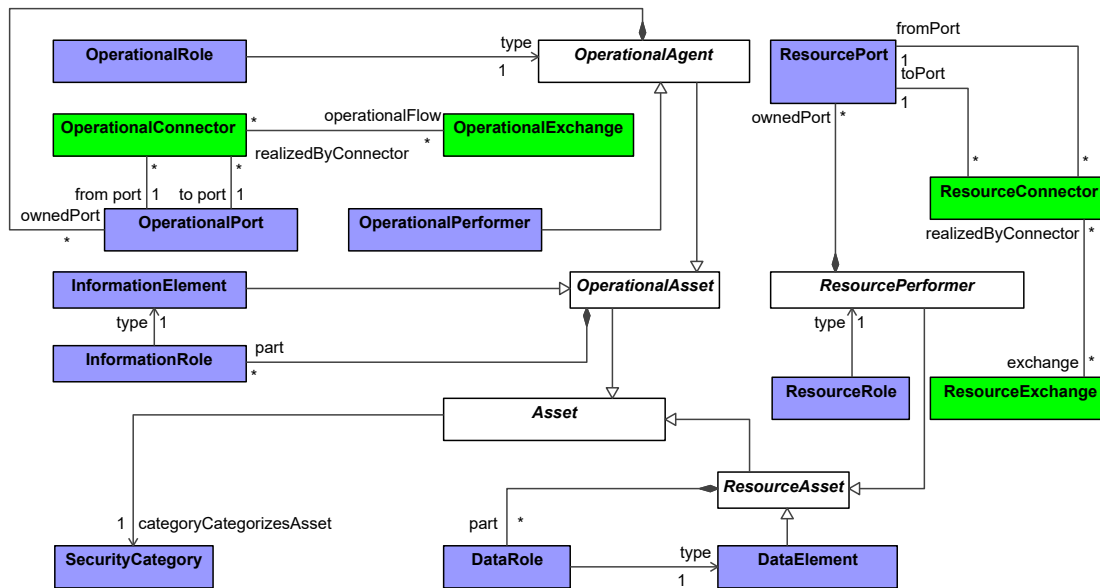 fromPort
type
OperationalRole
OperationalAgent
ResourcePort
1
1
toPort
1
operationalFlow
OperationalConnector
*
OperationalExchange
ownedPort
*
realizedByConnector
*
*
*
*
*
from port
1
to port
1
ResourceConnector
ownedPort
OperationalPort
OperationalPerformer
realizedByConnector
*
*
InformationElement
OperationalAsset
ResourcePerformer
type
1
type
1
InformationRole
part
*
exchange
*
ResourceRole
ResourceExchange
Asset
ResourceAsset
1
categoryCategorizesAsset
part
*
SecurityCategory
DataRole
type
1
DataElement